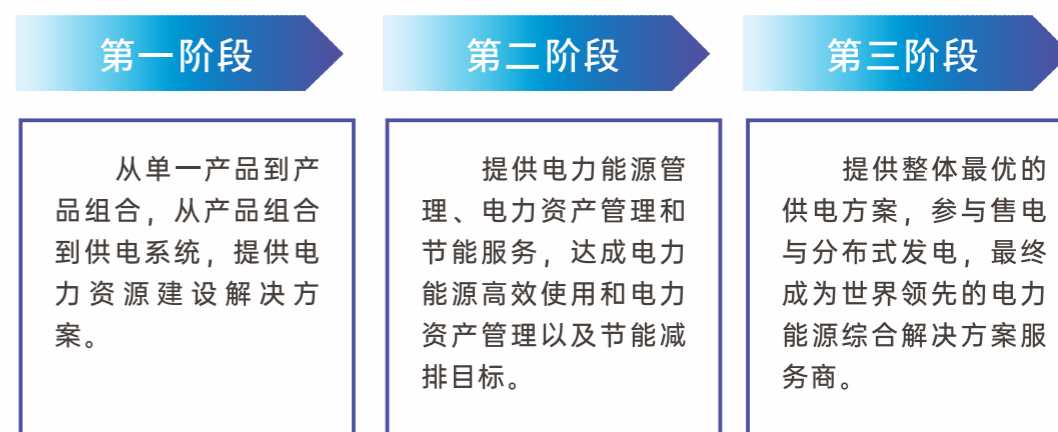 第一阶段
从单一产品到产
品组合，从产品组合
到供电系统，提供电
力资源建设解决方
案。
第二阶段
提供电力能源管
理、电力资产管理和
节能服务，达成电力
能源高效使用和电力
资产管理以及节能减
排目标。
第三阶段
提供整体最优的
供电方案，参与售电
与分布式发电，最终
成为世界领先的电力
能源综合解决方案服
务商。